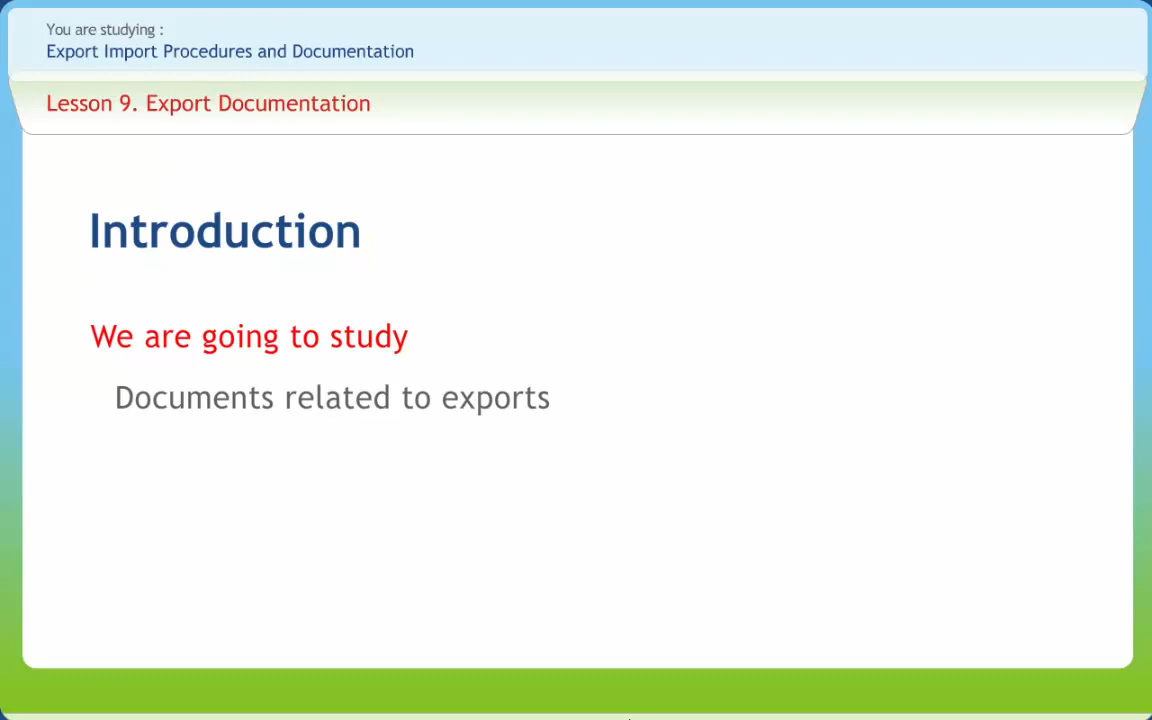 You are studying :
Export Import Procedures and Documentation
Lesson 9. Export Documentation
Introduction
We are going to study
Documents related to exports